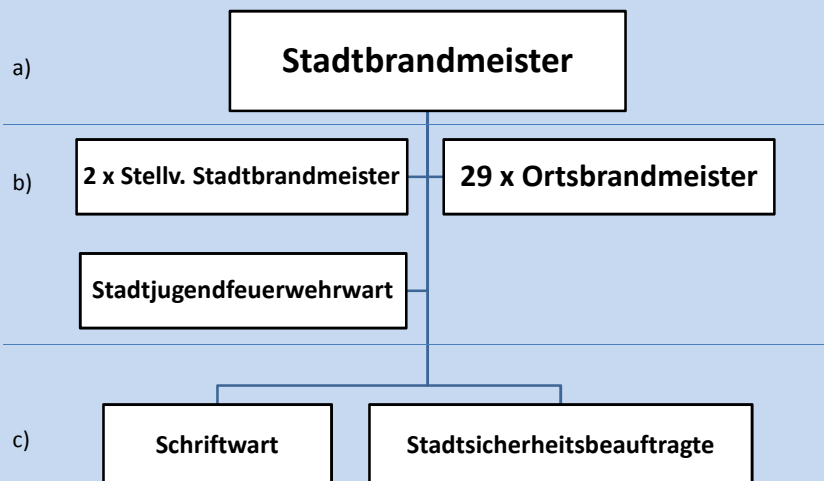 a)
Stadtbrandmeister
b)
2 x Stellv. Stadtbrandmeister
29 x Ortsbrandmeister
Stadtjugendfeuerwehrwart
c)
Schriftwart
Stadtsicherheitsbeauftragte